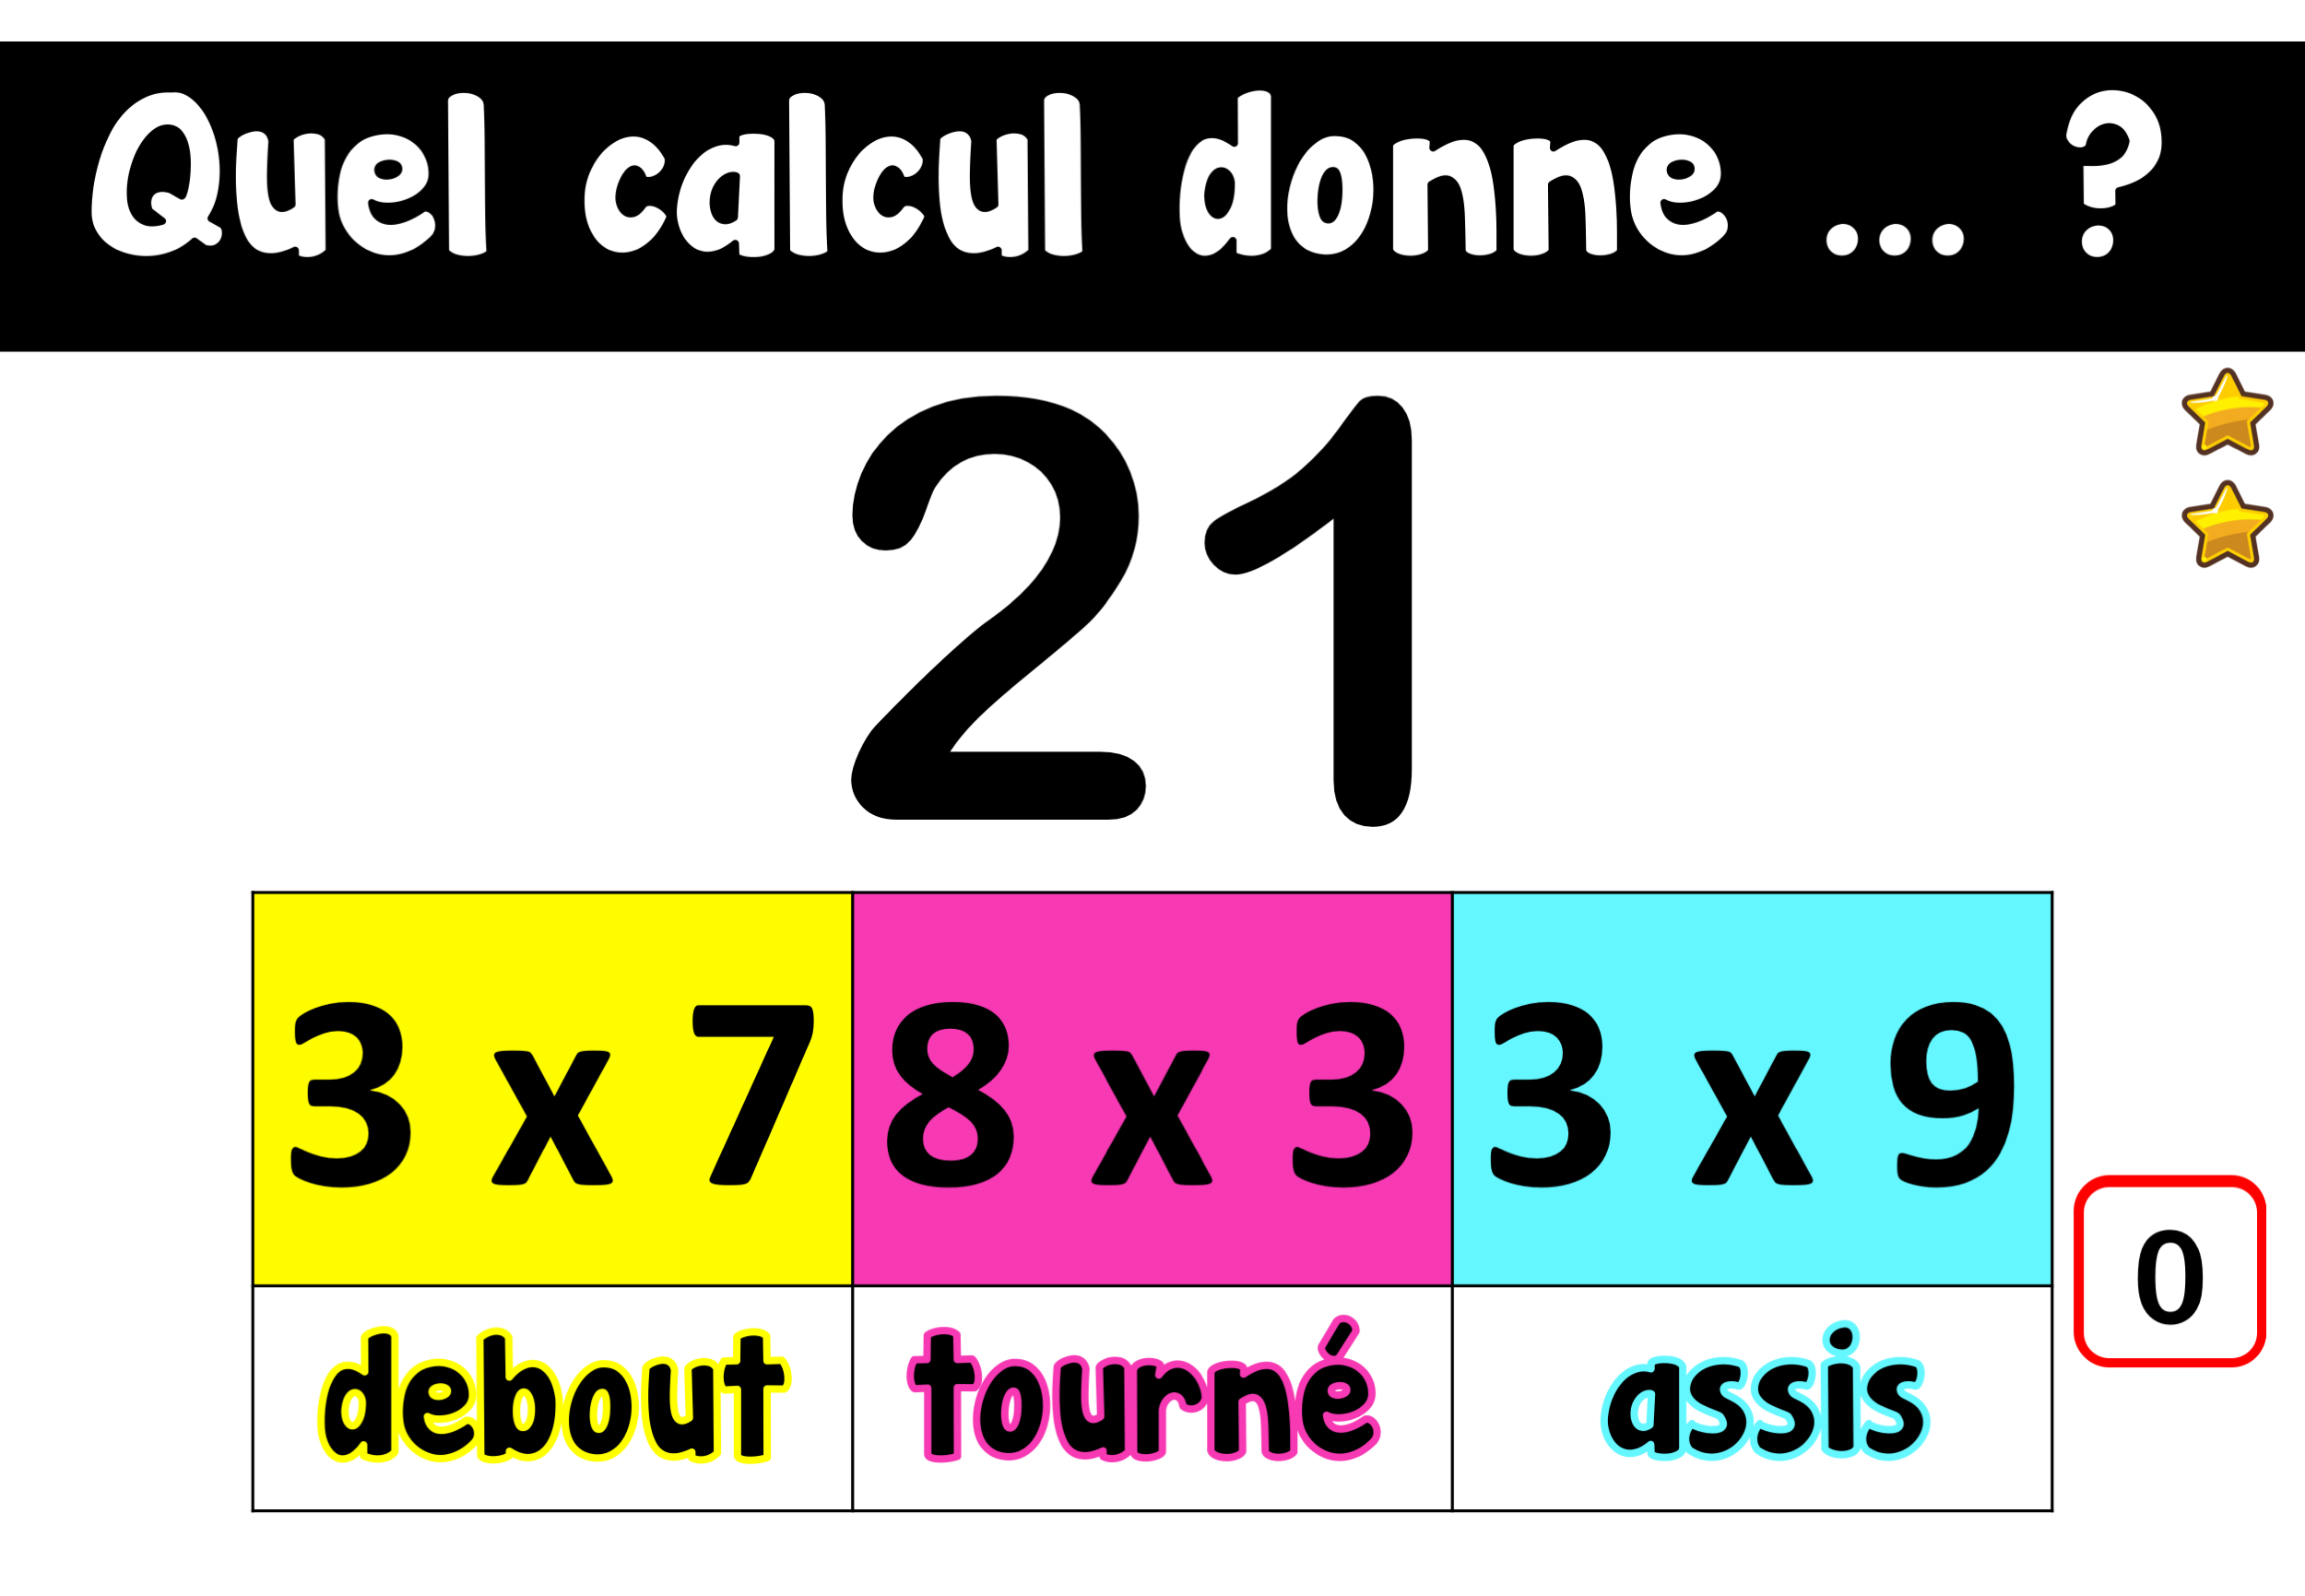 Quel calcul donne ... ?
21
3 x 7 8 x 3 3 x 9
0
debout tourné assis